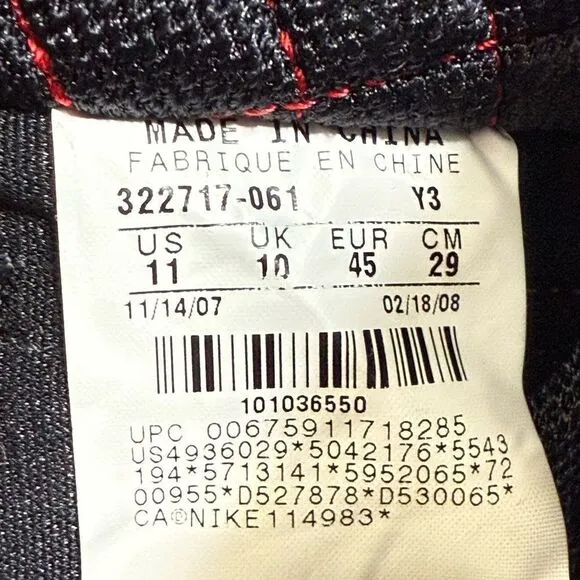 MADE IN CHINA
FABRIQUE EN CHINE
322717-061 Y3
US UK EUR CM
11 10 45 29
11/14/07 02/18/08
101036550
UPC 00675911718285
US4936029*5042176*5543
194*5713141*5952065*72
00955*D527878*D530065*
CA©NIKE114983*